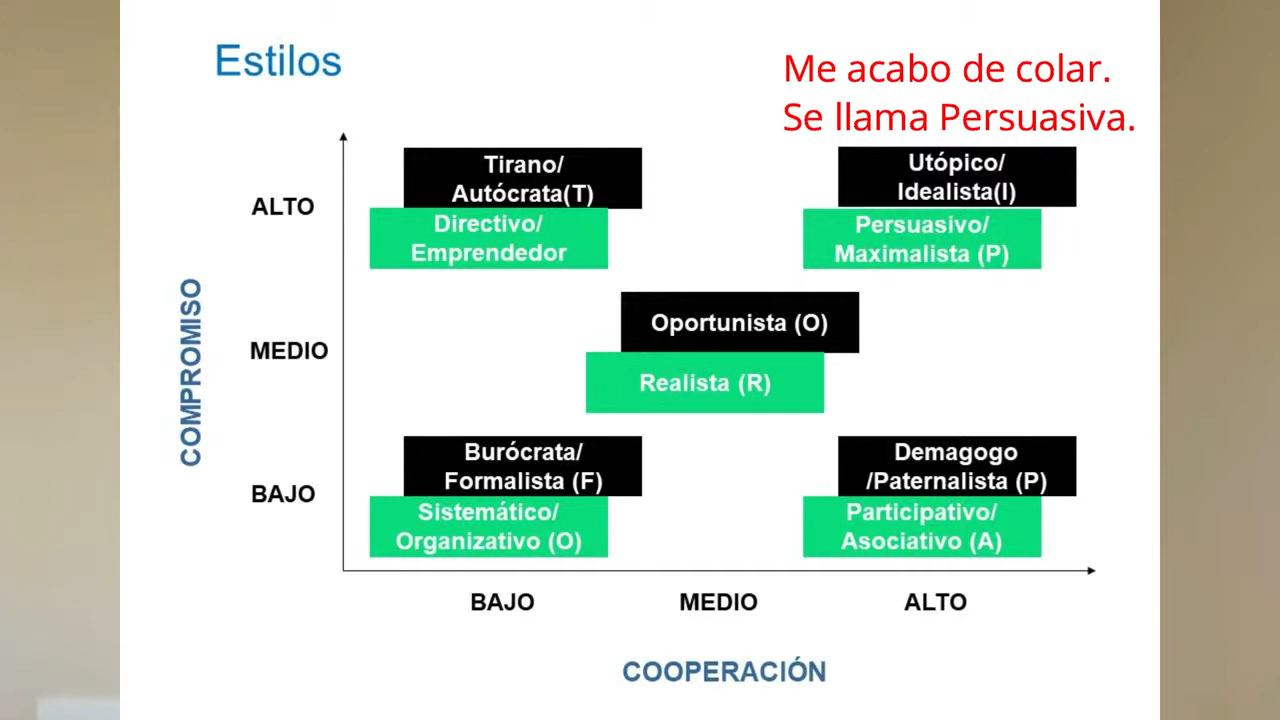 Estilos
Me acabo de colar.
Se llama Persuasiva.
Tirano/
Autócrata(T)
Directivo/
Emprendedor
Utópico/
Idealista(I)
Persuasivo/
Maximalista (P)
ALTO
Oportunista (O)
Realista (R)
MEDIO
COMPROMISO
Burócrata/
Formalista (F)
Sistemático/
Organizativo (O)
Demagogo
/Paternalista (P)
Participativo/
Asociativo (A)
BAJO
BAJO
MEDIO
ALTO
COOPERACIÓN